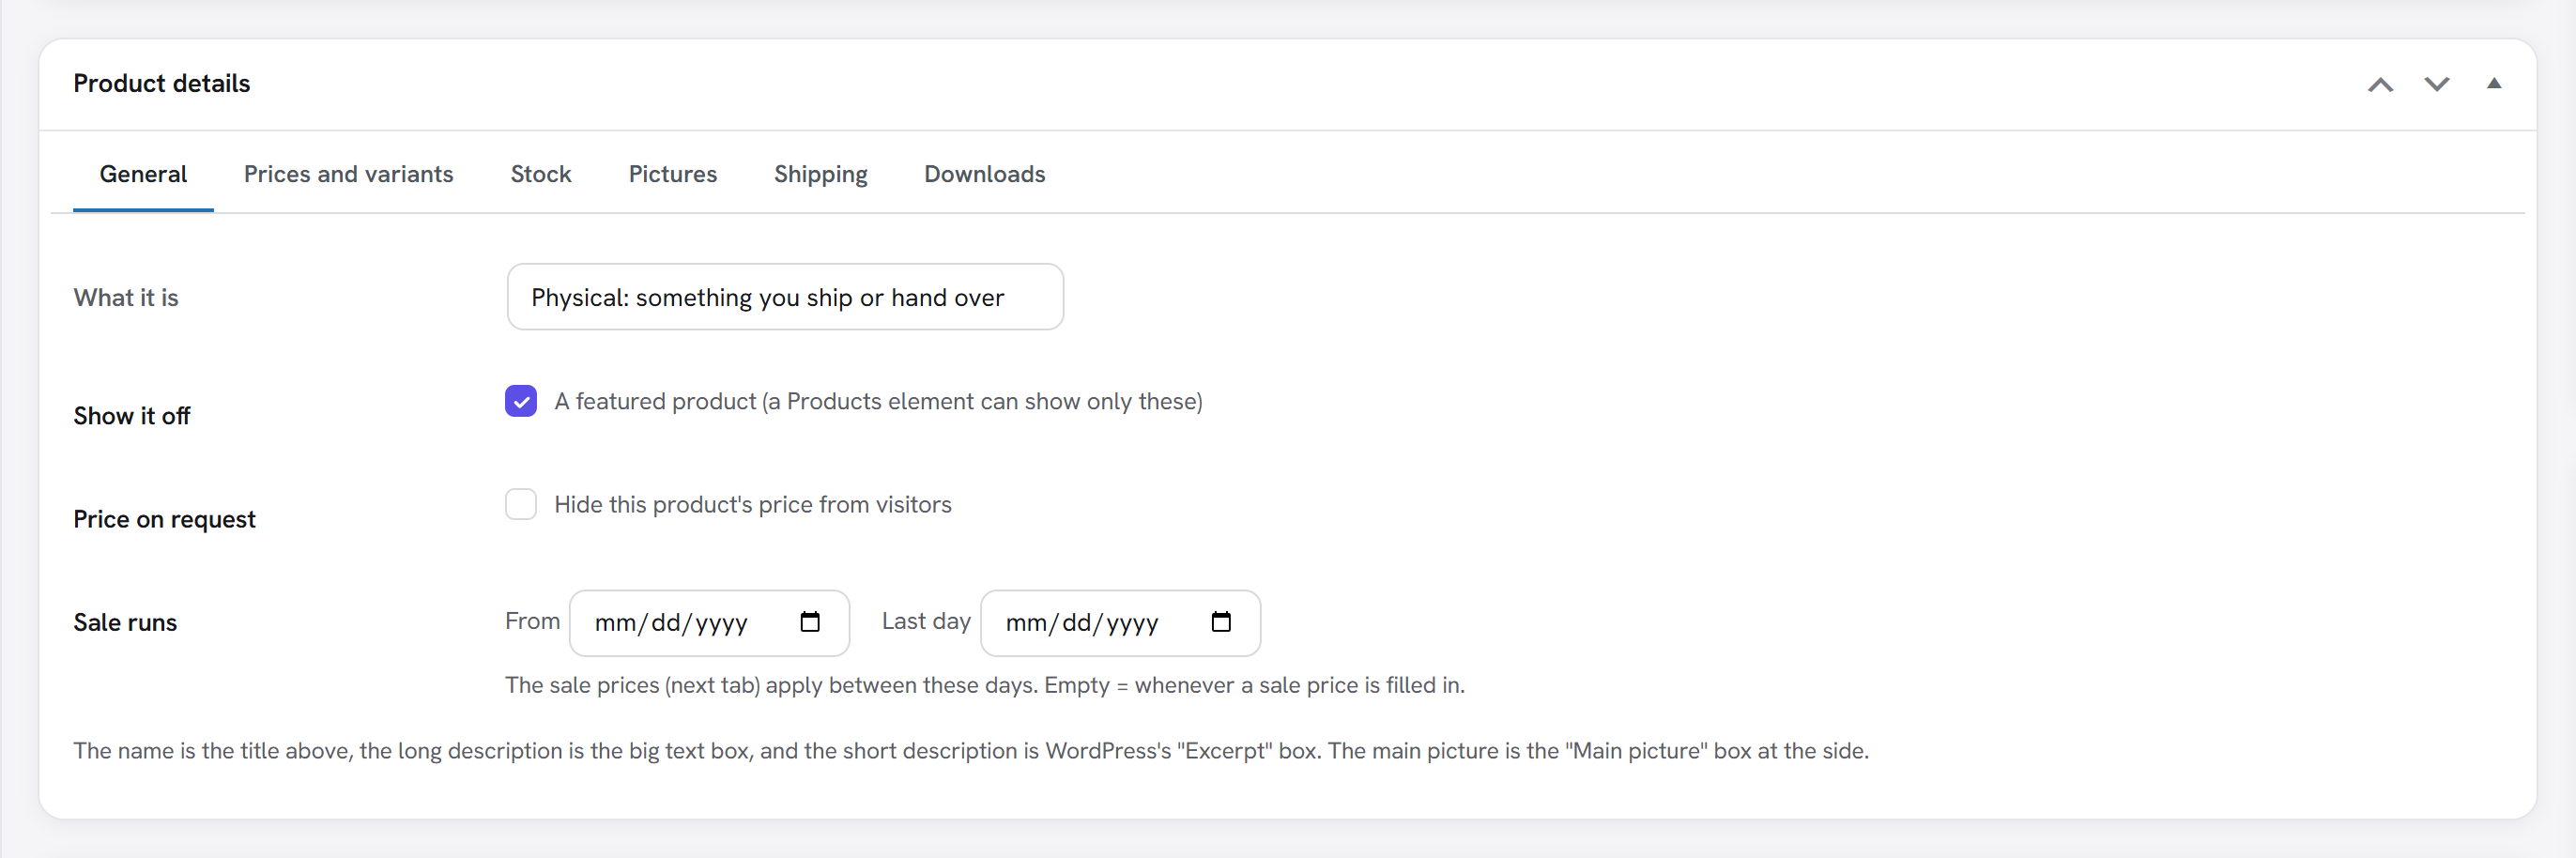 Product details
General Prices and variants Stock Pictures Shipping Downloads
What it is Physical: something you ship or hand over
Show it off A featured product (a Products element can show only these)
Price on request Hide this product's price from visitors
Sale runs From mm/dd/yyyy Last day mm/dd/yyyy
The sale prices (next tab) apply between these days. Empty = whenever a sale price is filled in.
The name is the title above, the long description is the big text box, and the short description is WordPress's "Excerpt" box. The main picture is the "Main picture" box at the side.